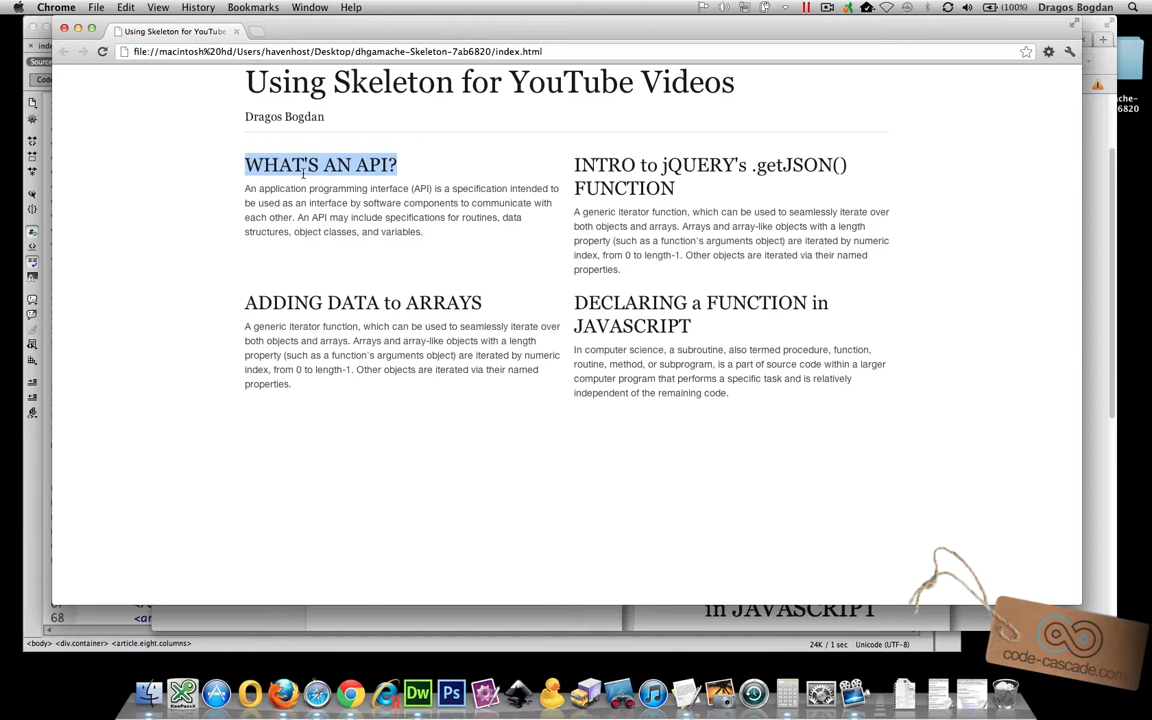 Chrome File Edit View History Bookmarks Window Help (100%) Dragos Bogdan
Using Skeleton for YouTube
file://macintosh%20hd/Users/havenhost/Desktop/dhgamache-Skeleton-7ab6820/index.html
Using Skeleton for YouTube Videos
Dragos Bogdan
WHAT'S AN API?
An application programming interface (API) is a specification intended to
be used as an interface by software components to communicate with
each other. An API may include specifications for routines, data
structures, object classes, and variables.
INTRO to jQUERY's .getJSON()
FUNCTION
A generic iterator function, which can be used to seamlessly iterate over
both objects and arrays. Arrays and array-like objects with a length
property (such as a function's arguments object) are iterated by numeric
index, from 0 to length-1. Other objects are iterated via their named
properties.
ADDING DATA to ARRAYS
A generic iterator function, which can be used to seamlessly iterate over
both objects and arrays. Arrays and array-like objects with a length
property (such as a function's arguments object) are iterated by numeric
index, from 0 to length-1. Other objects are iterated via their named
properties.
DECLARING a FUNCTION in
JAVASCRIPT
In computer science, a subroutine, also termed procedure, function,
routine, method, or subprogram, is a part of source code within a larger
computer program that performs a specific task and is relatively
independent of the remaining code.
in JAVASCRIPT
68 <ar
<body> <div.container> <article.eight.columns> 24K / 1 sec Unicode (UTF-8)
code-cascade.com
Dw Ps